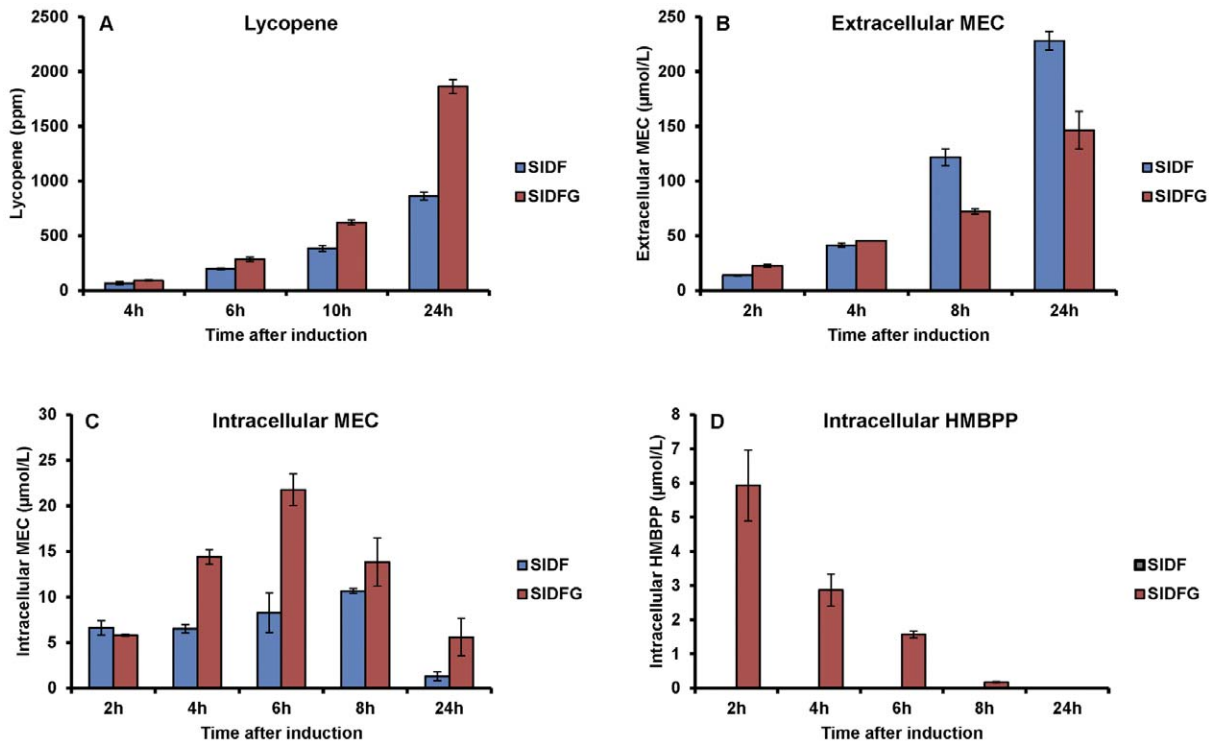 A Lycopene
Lycopene (ppm)
2500
2000
1500
1000
500
0
4h 6h 10h 24h
Time after induction
SIDF
SIDFG
B Extracellular MEC
Extracellular MEC (µmol/L)
250
200
150
100
50
0
2h 4h 8h 24h
Time after induction
SIDF
SIDFG
C Intracellular MEC
Intracellular MEC (µmol/L)
30
25
20
15
10
5
0
2h 4h 6h 8h 24h
Time after induction
SIDF
SIDFG
D Intracellular HMBPP
Intracellular HMBPP (µmol/L)
8
7
6
5
4
3
2
1
0
2h 4h 6h 8h 24h
Time after induction
SIDF
SIDFG